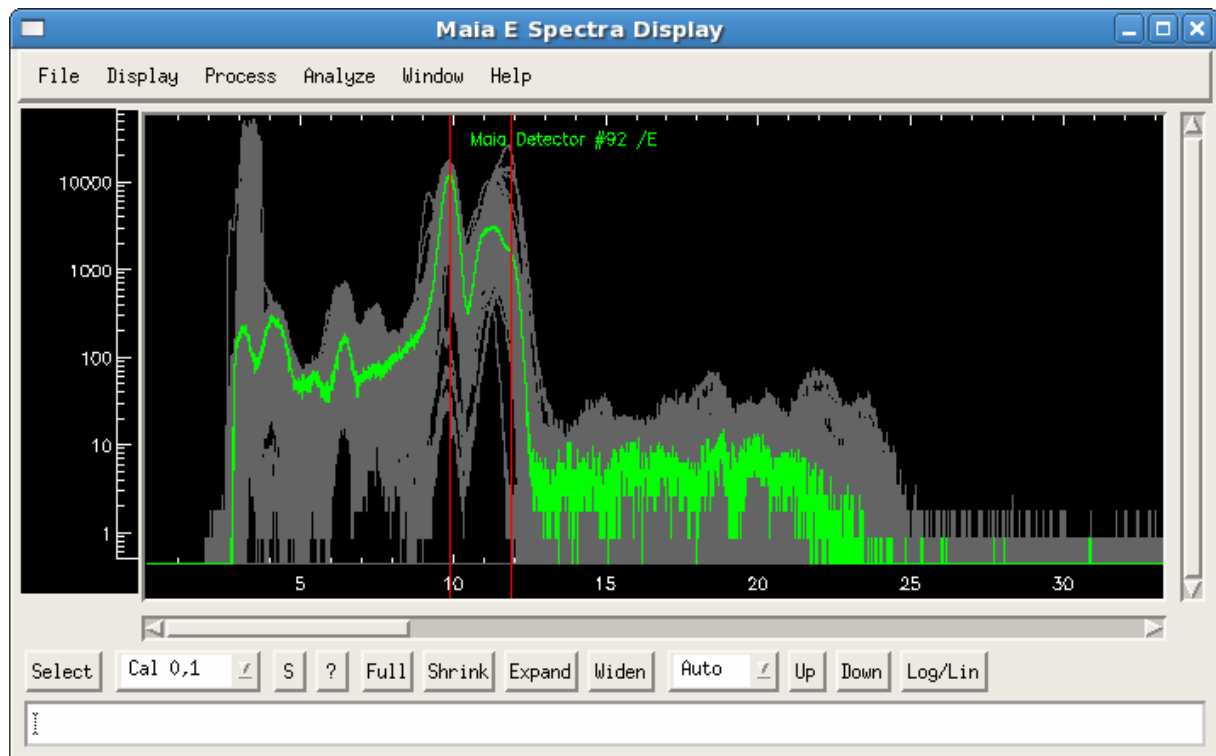 Maia E Spectra Display
File Display Process Analyze Window Help
Maia Detector #92 /E
10000
1000
100
10
1
5 10 15 20 25 30
Select Cal 0,1 S ? Full Shrink Expand Widen Auto Up Down Log/Lin